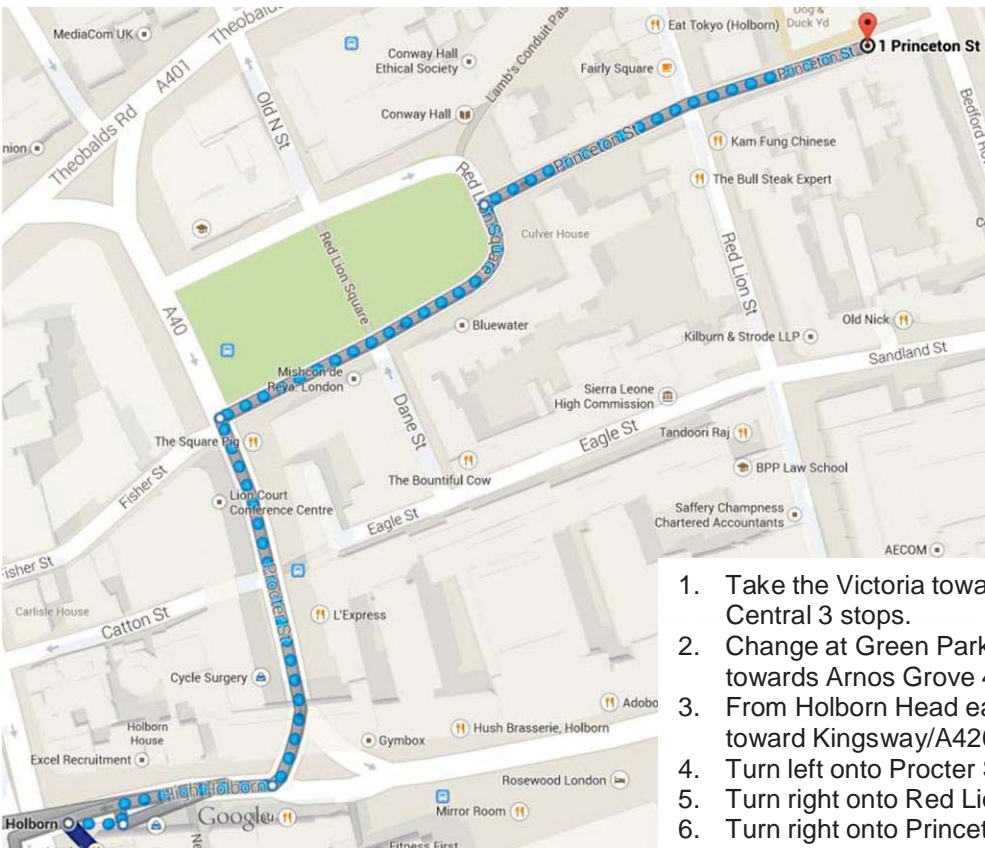 MediaCom UK
Theobalds Rd
A401
Old N St
Conway Hall
Ethical Society
Lamb's Conduit Pas
Conway Hall
Eat Tokyo (Holborn)
Dog &
Duck Yd
1 Princeton St
Fairly Square
Princeton St
Princeton St
Kam Fung Chinese
The Bull Steak Expert
Red Lion Square
Culver House
Red Lion Square
Red Lion St
A40
Bluewater
Kilburn & Strode LLP
Old Nick
Sandland St
Mishcon de
Reya: London
Sierra Leone
High Commission
Dane St
Eagle St
Tandoori Raj
The Square Pig
BPP Law School
The Bountiful Cow
Fisher St
Lion Court
Conference Centre
Eagle St
Saffery Champness
Chartered Accountants
AECOM
Carlisle House
Catton St
Procter St
L'Express
Cycle Surgery
Holborn
House
Gymbox
Hush Brasserie, Holborn
Excel Recruitment
High Holborn
Rosewood London
Holborn
Google
Mirror Room
Fitness First
1. Take the Victoria
Central 3 stops.
2. Change at Green Park
towards Arnos Grove
3. From Holborn Head
toward Kingsway/
4. Turn left onto Procter
5. Turn right onto Red
6. Turn right onto